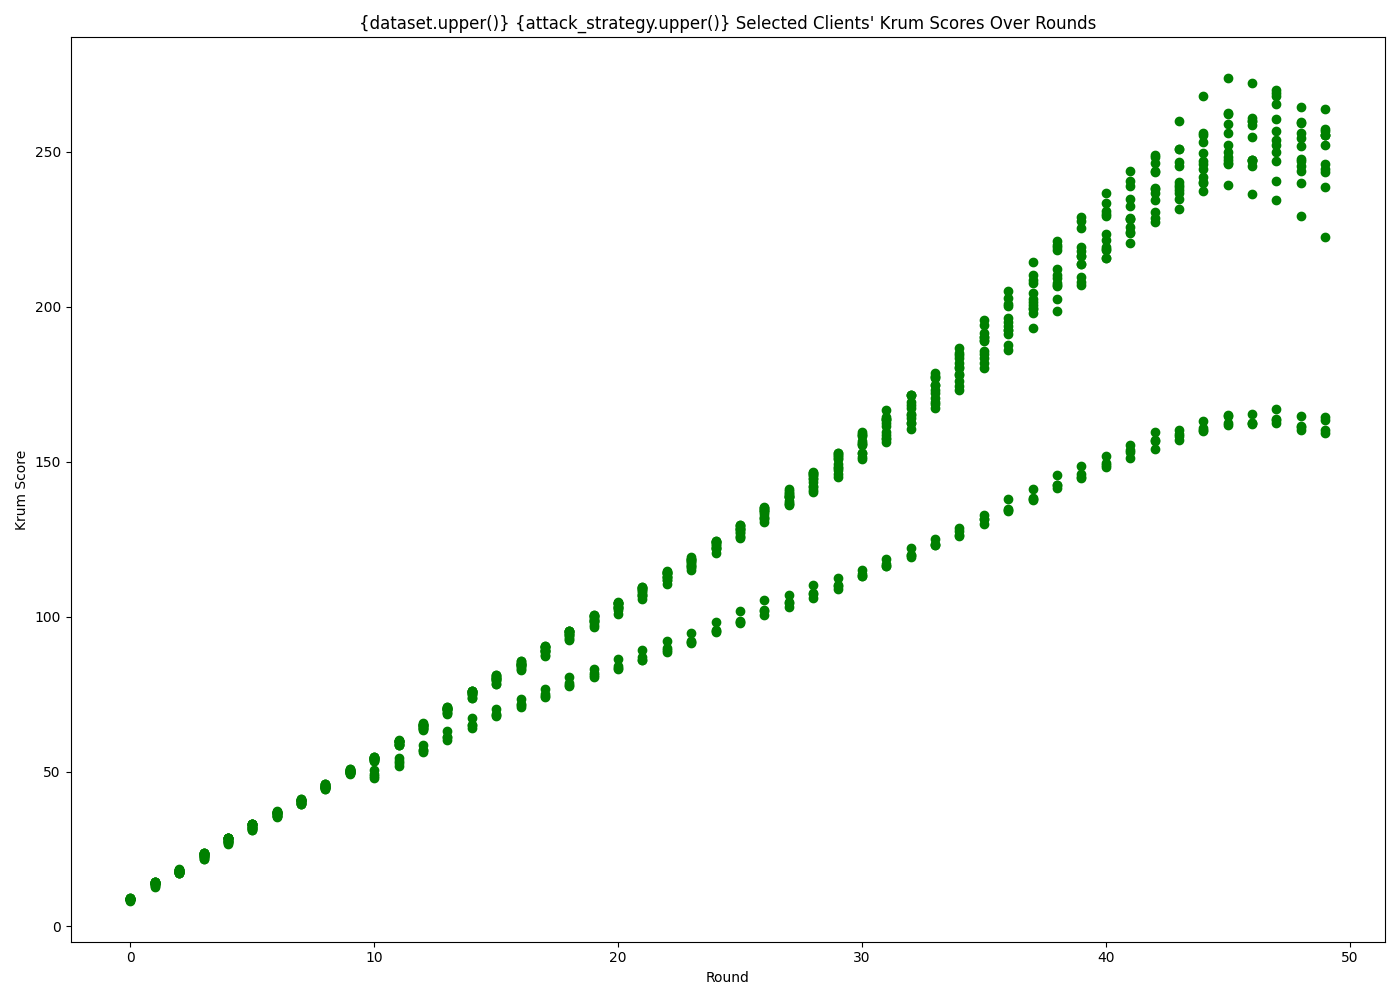 {dataset.upper()} {attack_strategy.upper()} Selected Clients' Krum Scores Over Rounds
250
200
150
100
50
0
Krum Score
0 10 20 30 40 50
Round